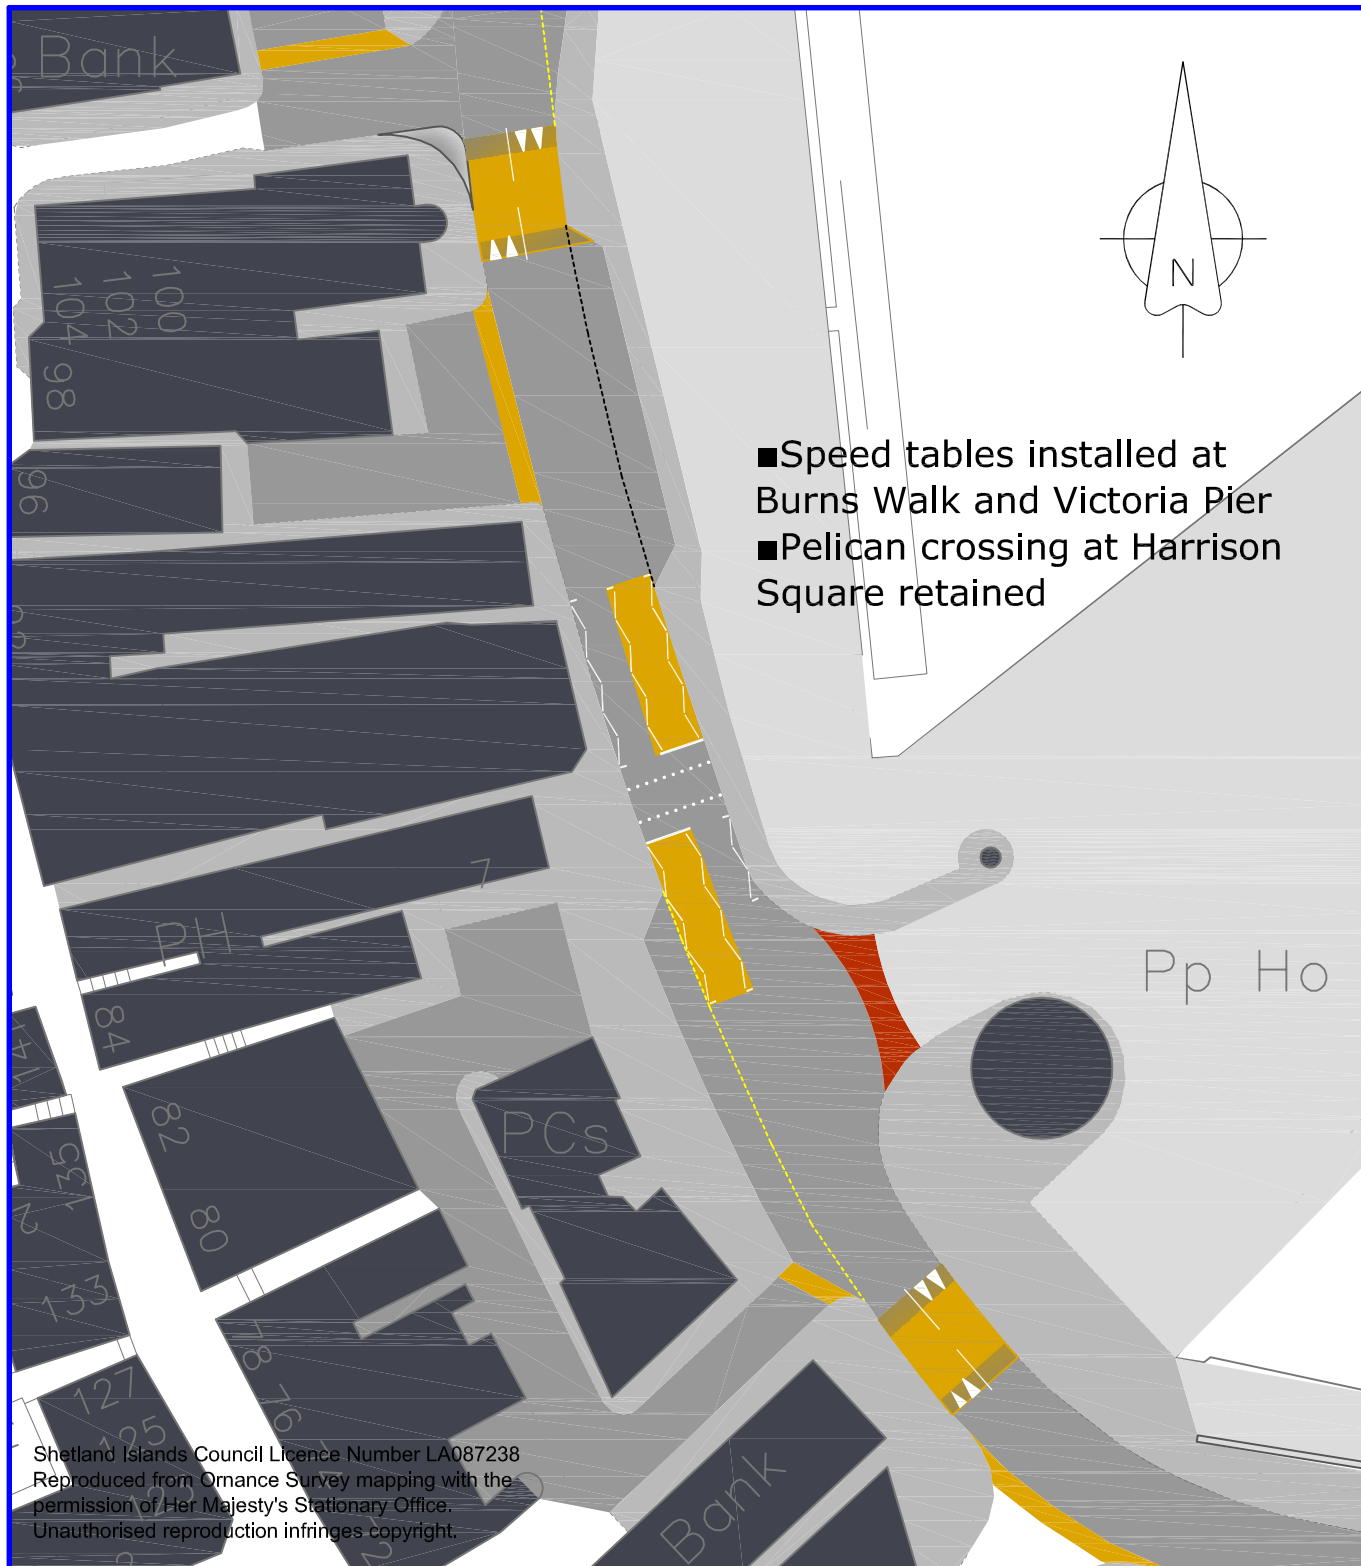 Bank
N
100
102
104
98
■Speed tables installed at
Burns Walk and Victoria Pier
■Pelican crossing at Harrison
Square retained
96
7
PH
Pp Ho
84
82
PCs
135
80
133
78
127
76
125
Shetland Islands Council Licence Number LA087238
Reproduced from Ornance Survey mapping with the
permission of Her Majesty's Stationary Office.
Unauthorised reproduction infringes copyright.
Bank